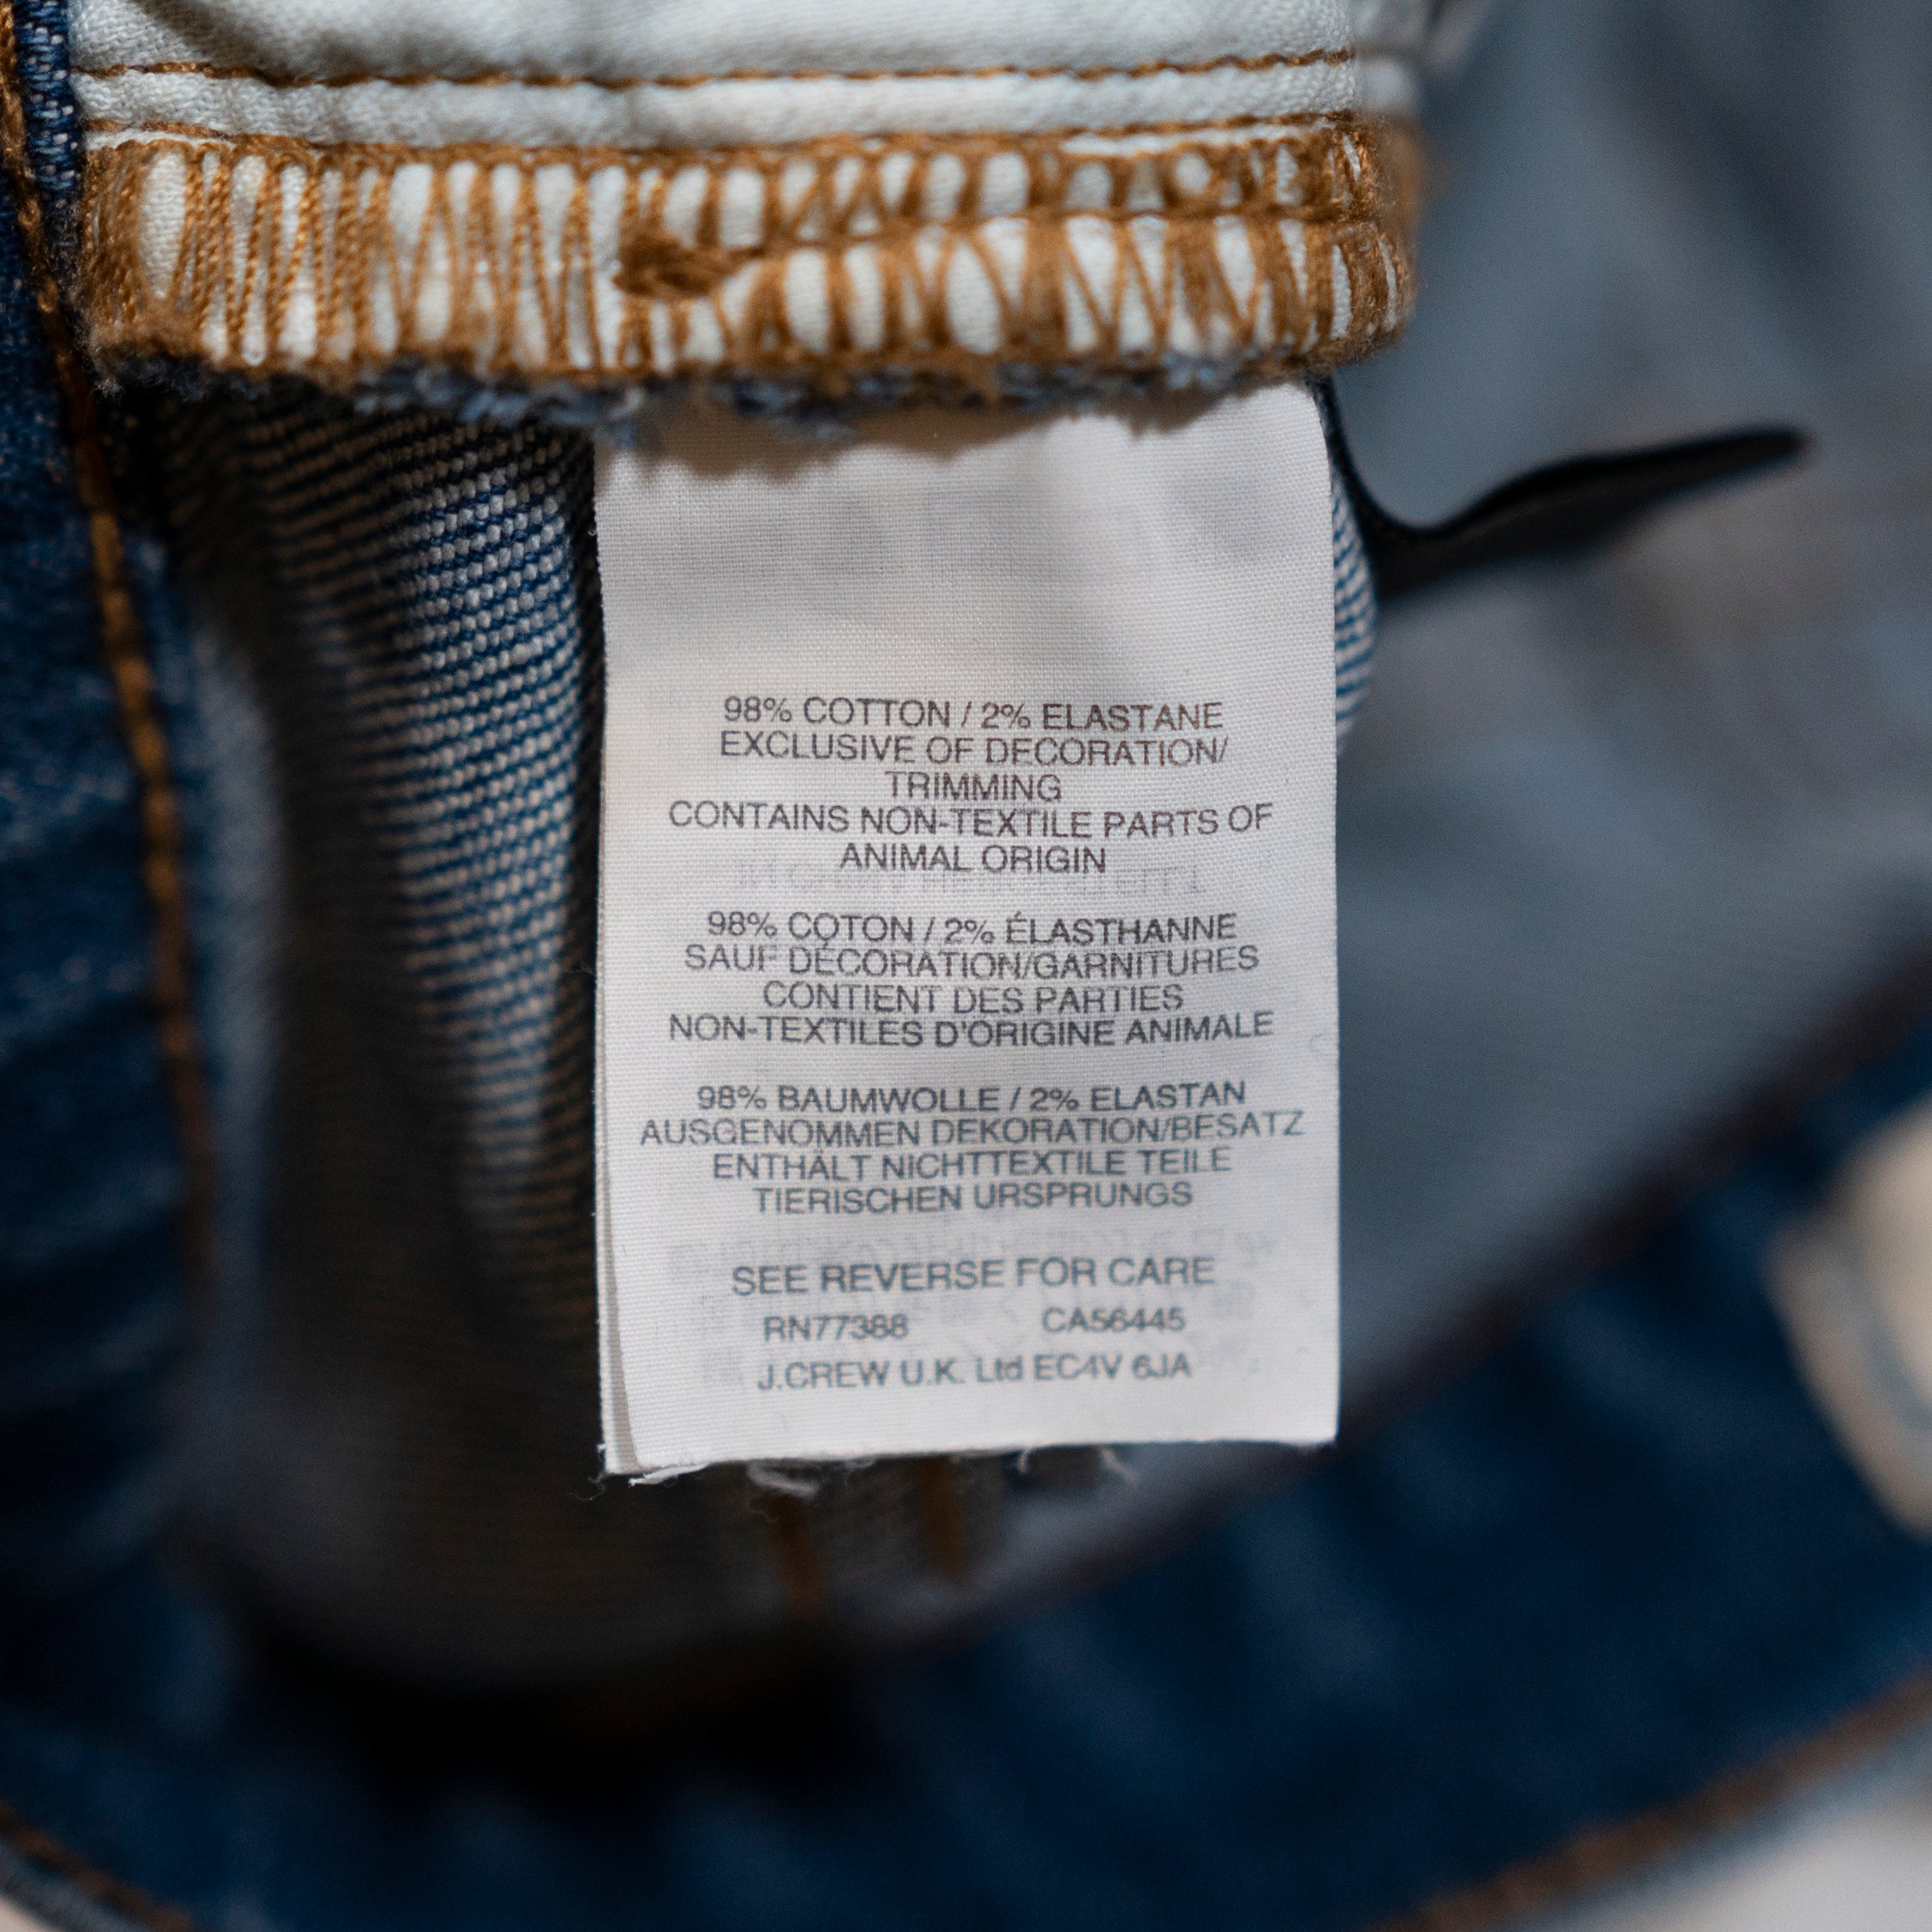 98% COTTON / 2% ELASTANE
EXCLUSIVE OF DECORATION/
TRIMMING
CONTAINS NON-TEXTILE PARTS OF
ANIMAL ORIGIN
98% COTON / 2% ÉLASTHANNE
SAUF DÉCORATION/GARNITURES
CONTIENT DES PARTIES
NON-TEXTILES D'ORIGINE ANIMALE
98% BAUMWOLLE / 2% ELASTAN
AUSGENOMMEN DEKORATION/BESATZ
ENTHÄLT NICHTTEXTILE TEILE
TIERISCHEN URSPRUNGS
SEE REVERSE FOR CARE
RN77388 CA56445
J.CREW U.K. Ltd EC4V 6JA